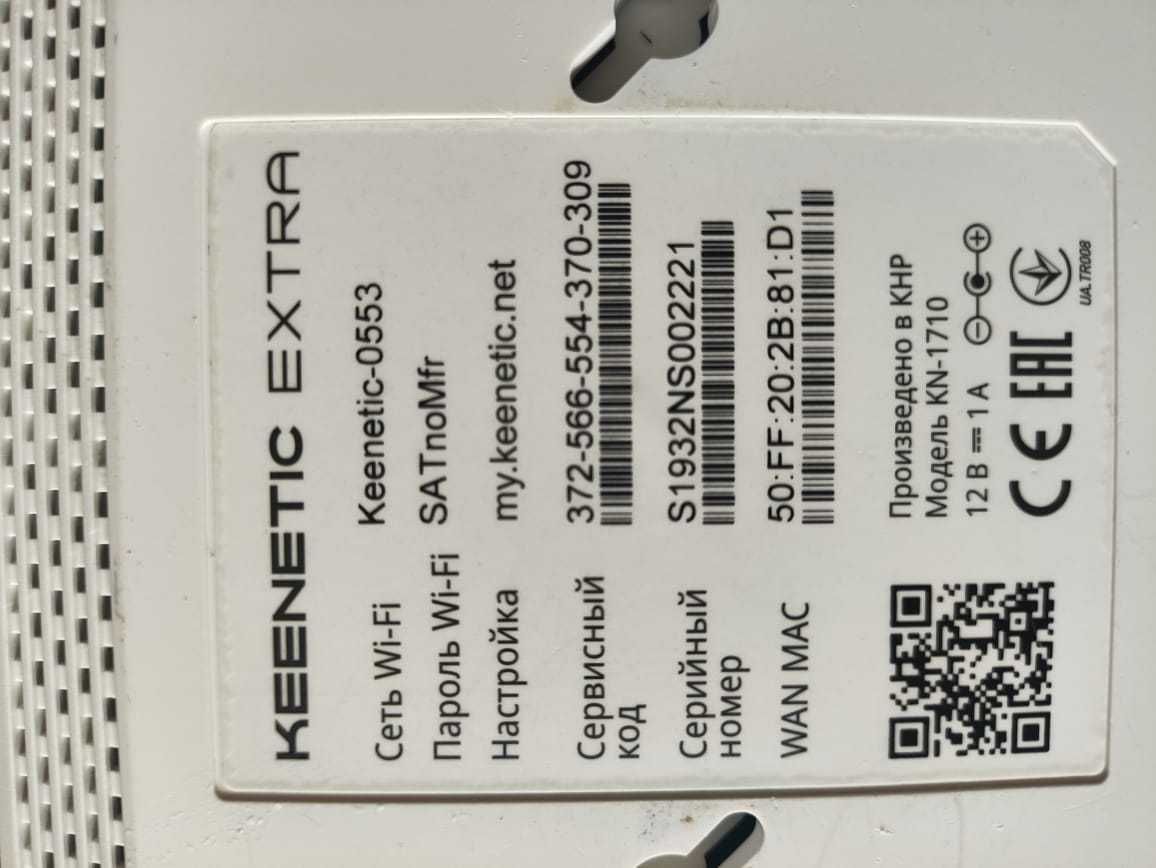 KEENETIC EXTRA
Сеть Wi-Fi Keenetic-0553
Пароль Wi-Fi SATnoMfr
Настройка my.keenetic.net
Сервисный код 372-566-554-370-309
Серийный номер S1932NS002221
WAN MAC 50:FF:20:2B:81:D1
Произведено в КНР
Модель KN-1710
12 В ⎓ 1 А
CE EAC
UA.TR008